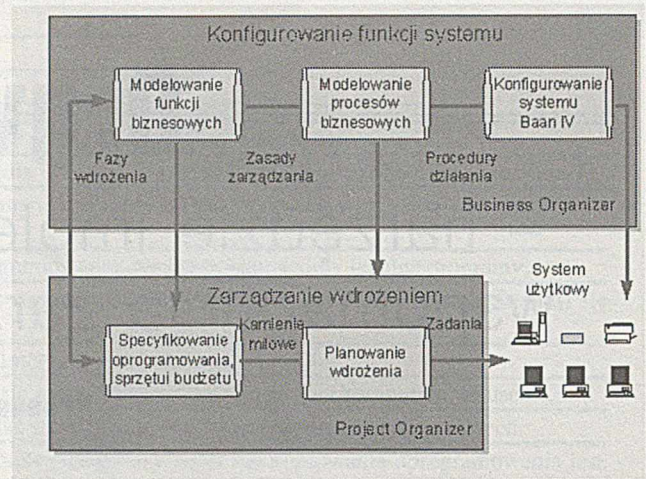 Konfigurowanie funkcji systemu
Modelowanie
funkcji
biznesowych
Modelowanie
procesów
biznesowych
Konfigurowanie
systemu
Baan IV
Fazy
wdrożenia
Zasady
zarządzania
Procedury
działania
Business Organizer
Zarządzanie wdrożeniem
Specyfikowanie
oprogramowania,
sprzętu i budżetu
Kamienie
milowe
Planowanie
wdrożenia
Zadania
Project Organizer
System
użytkowy